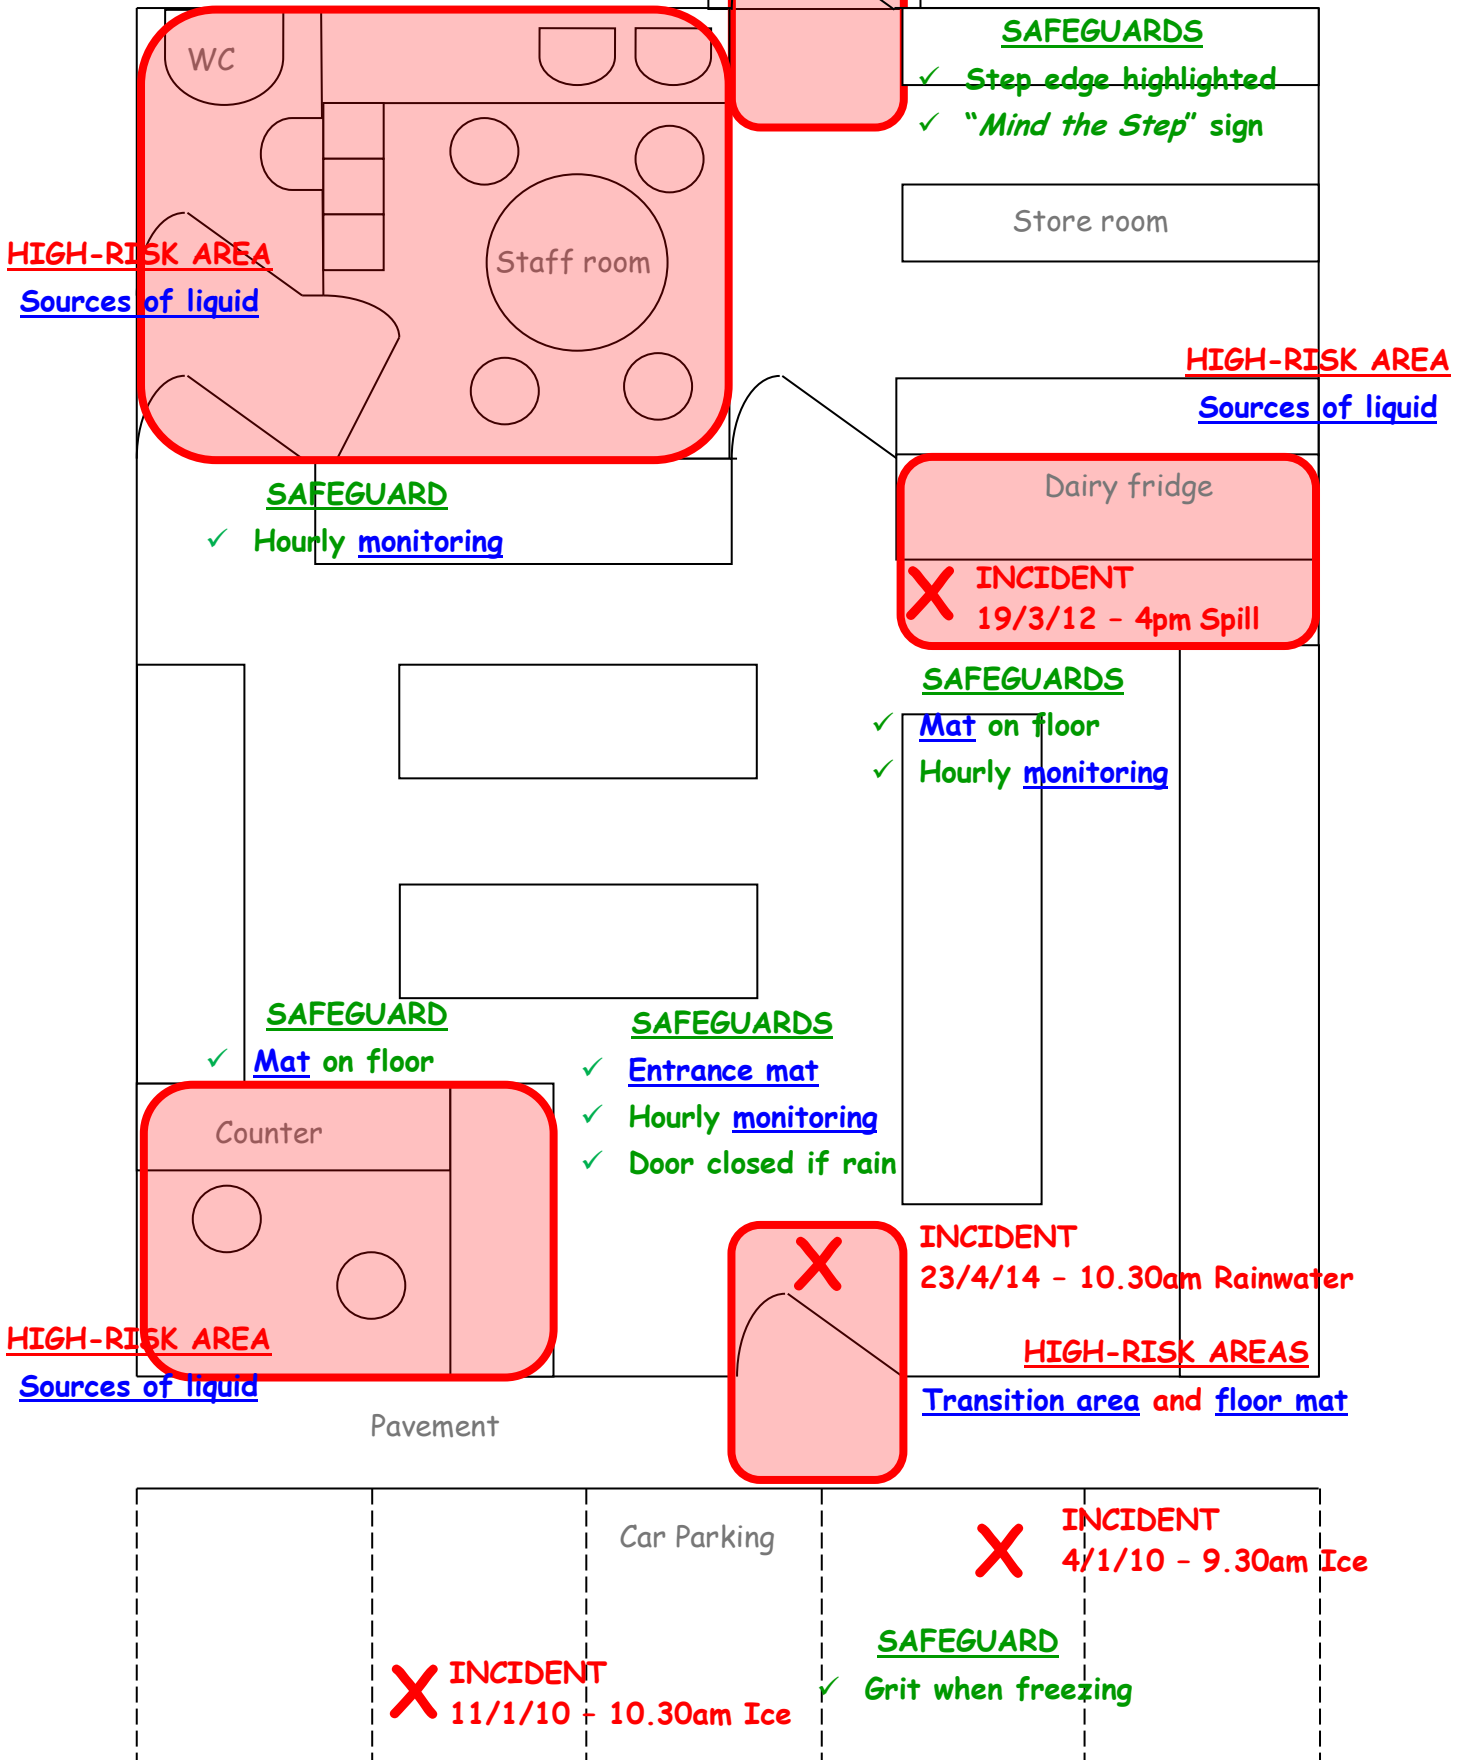 WC
SAFEGUARDS
✓ Step edge highlighted
✓ “Mind the Step” sign
Store room
HIGH-RISK AREA
Sources of liquid
Staff room
HIGH-RISK AREA
Sources of liquid
SAFEGUARD
✓ Hourly monitoring
Dairy fridge
INCIDENT
19/3/12 – 4pm Spill
SAFEGUARDS
✓ Mat on floor
✓ Hourly monitoring
SAFEGUARD
✓ Mat on floor
SAFEGUARDS
✓ Entrance mat
✓ Hourly monitoring
✓ Door closed if rain
Counter
INCIDENT
23/4/14 – 10.30am Rainwater
HIGH-RISK AREA
Sources of liquid
HIGH-RISK AREAS
Transition area and floor mat
Pavement
Car Parking
INCIDENT
4/1/10 – 9.30am Ice
SAFEGUARD
✓ Grit when freezing
INCIDENT
11/1/10 – 10.30am Ice